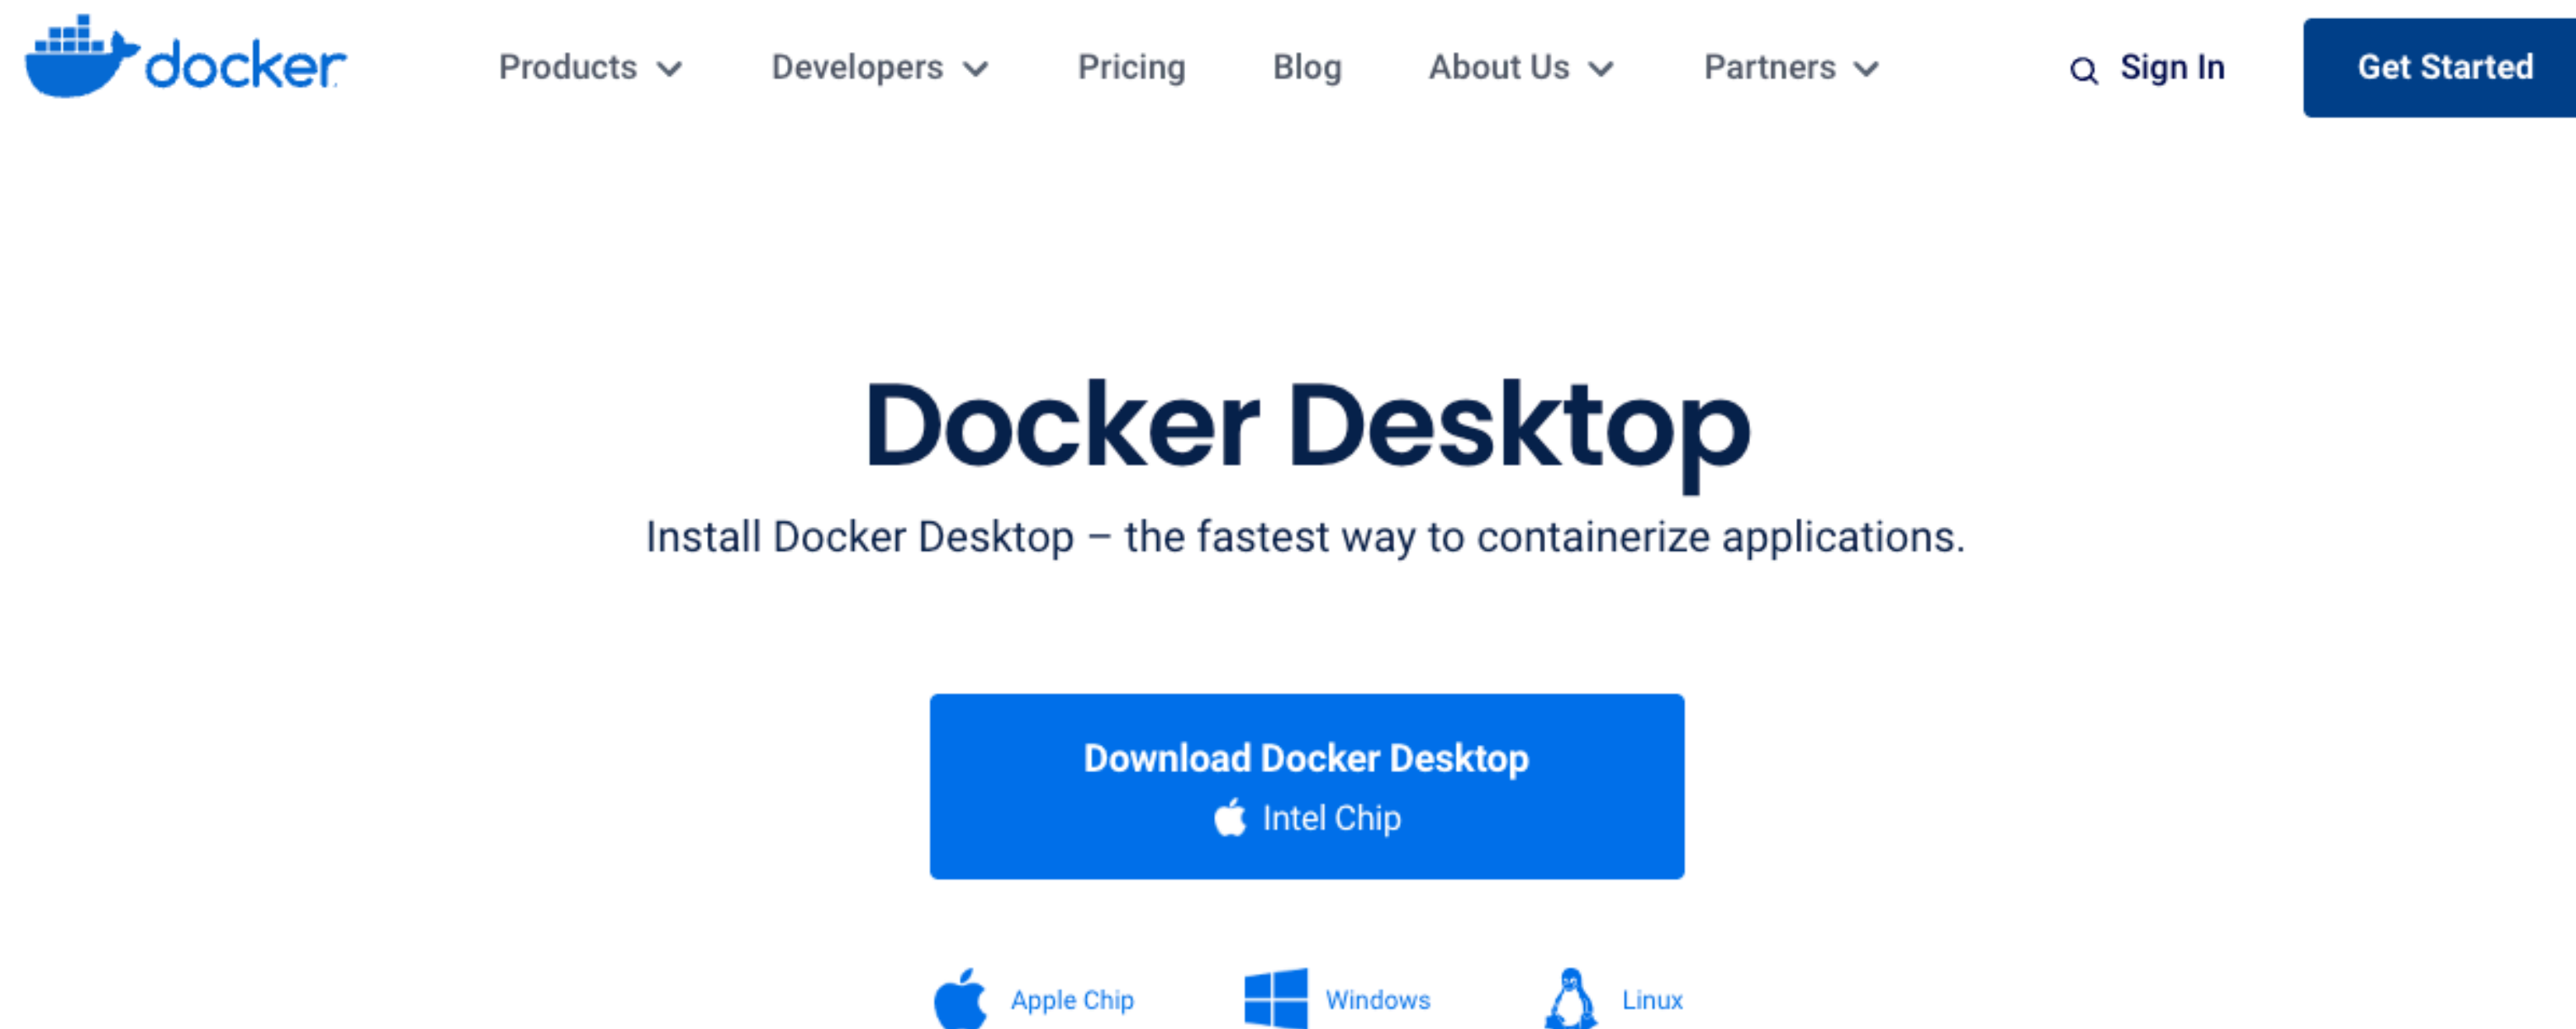 docker
Products Developers Pricing Blog About Us Partners Sign In Get Started
Docker Desktop
Install Docker Desktop – the fastest way to containerize applications.
Download Docker Desktop
Intel Chip
Apple Chip Windows Linux